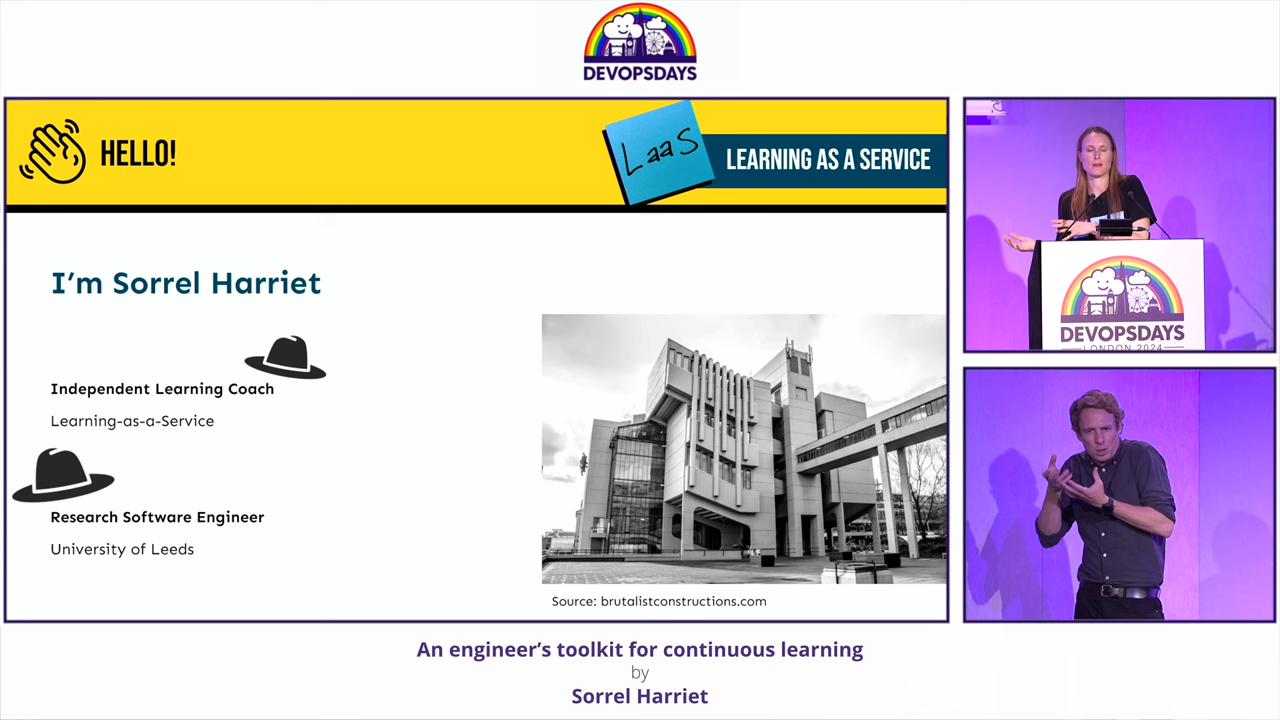 DEVOPSDAYS
HELLO!
LaaS
LEARNING AS A SERVICE
I'm Sorrel Harriet
Independent Learning Coach
Learning-as-a-Service
Research Software Engineer
University of Leeds
Source: brutalistconstructions.com
DEVOPSDAYS
LONDON 2024
An engineer's toolkit for continuous learning
by
Sorrel Harriet